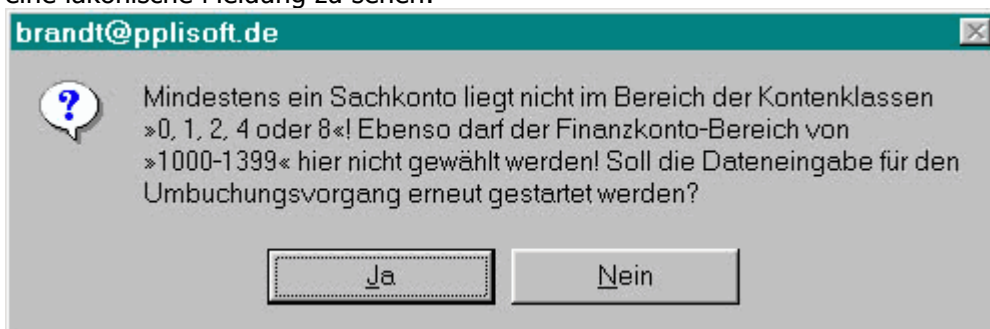 eine lakonische Meldung zu sehen:
brandt@pplisoft.de
Mindestens ein Sachkonto liegt nicht im Bereich der Kontenklassen
»0, 1, 2, 4 oder 8«! Ebenso darf der Finanzkonto-Bereich von
»1000-1399« hier nicht gewählt werden! Soll die Dateneingabe für den
Umbuchungsvorgang erneut gestartet werden?
Ja
Nein